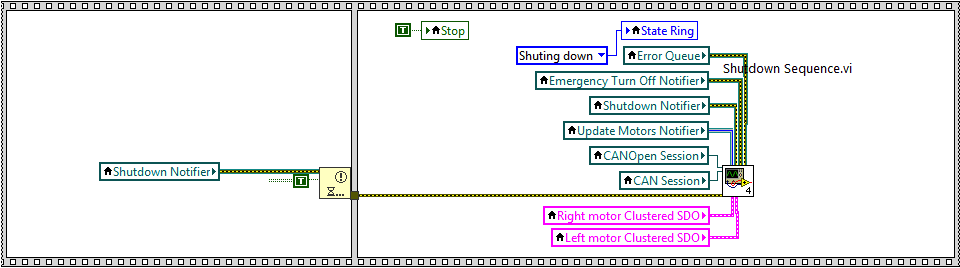 T
Stop
State Ring
Shuting down
Error Queue
Shutdown Sequence.vi
Emergency Turn Off Notifier
Shutdown Notifier
Update Motors Notifier
CANOpen Session
Shutdown Notifier
T
CAN Session
4
Right motor Clustered SDO
Left motor Clustered SDO